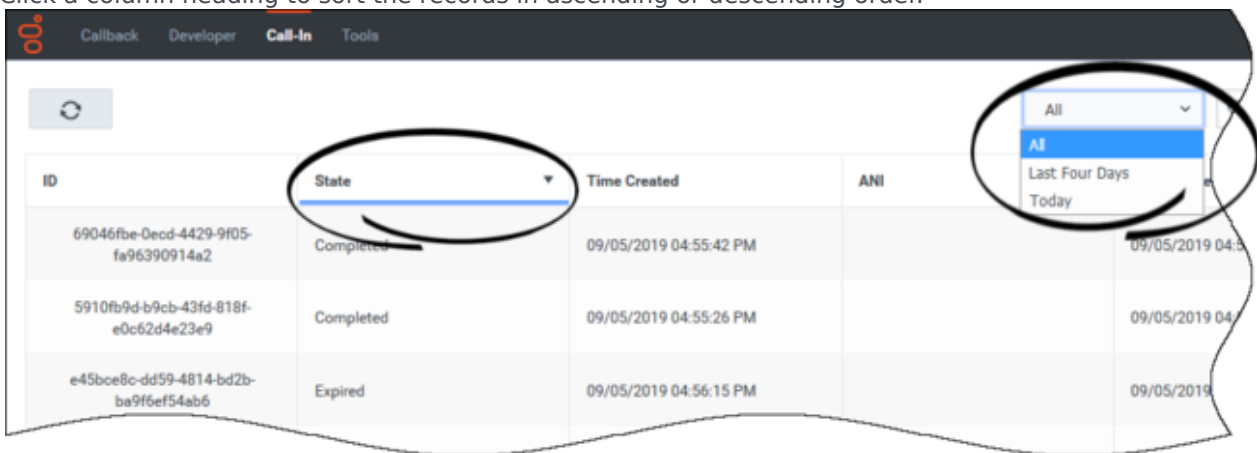 Click a column heading to sort the records in ascending or descending order.
Callback Developer Call-In Tools
All
All
Last Four Days
Today
ID State Time Created ANI
69046fbe-0ecd-4429-9f05-
fa96390914a2
Completed 09/05/2019 04:55:42 PM 09/05/2019 04:5
5910fb9d-b9cb-43fd-818f-
e0c62d4e23e9
Completed 09/05/2019 04:55:26 PM 09/05/2019 04:
e45bce8c-dd59-4814-bd2b-
ba9f6ef54ab6
Expired 09/05/2019 04:56:15 PM 09/05/2019